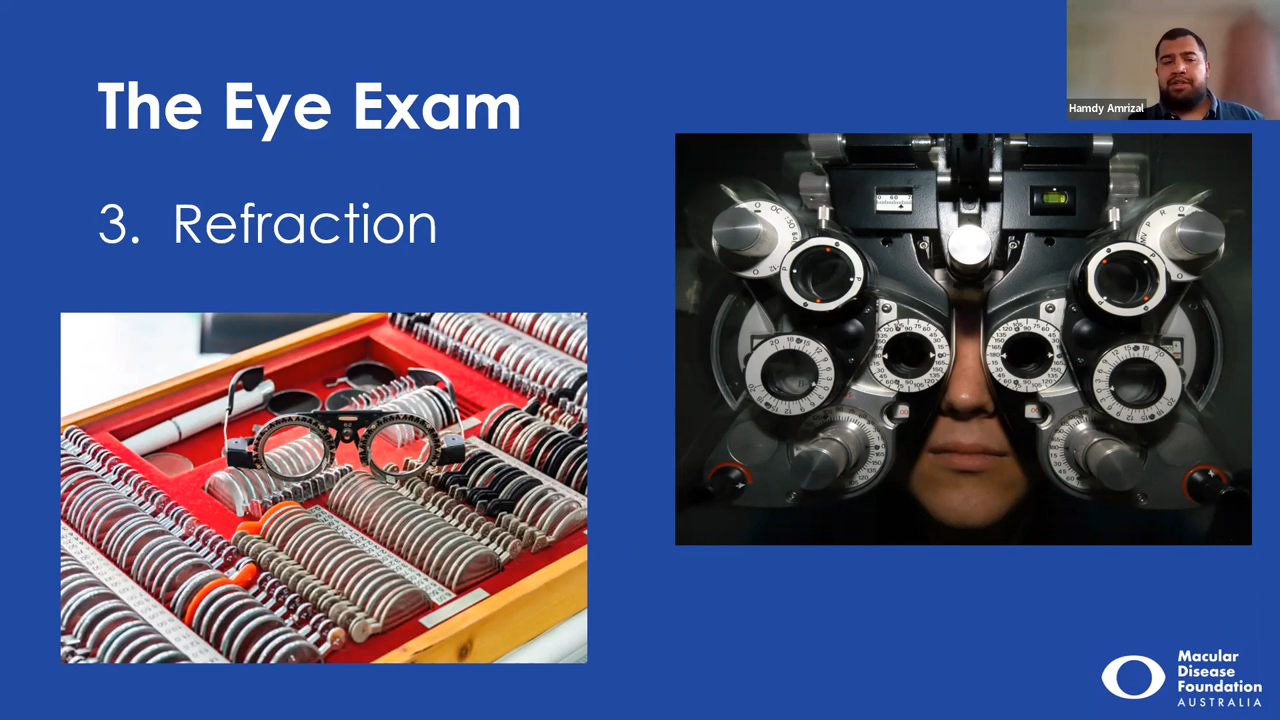 The Eye Exam
3. Refraction
Hamdy Amrizal
Macular
Disease
Foundation
AUSTRALIA